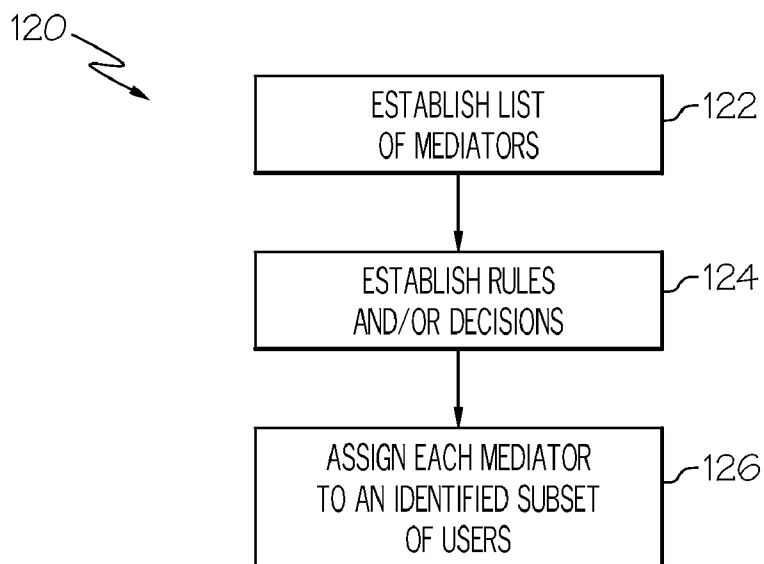 120
ESTABLISH LIST
OF MEDIATORS
122
ESTABLISH RULES
AND/OR DECISIONS
124
ASSIGN EACH MEDIATOR
TO AN IDENTIFIED SUBSET
OF USERS
126